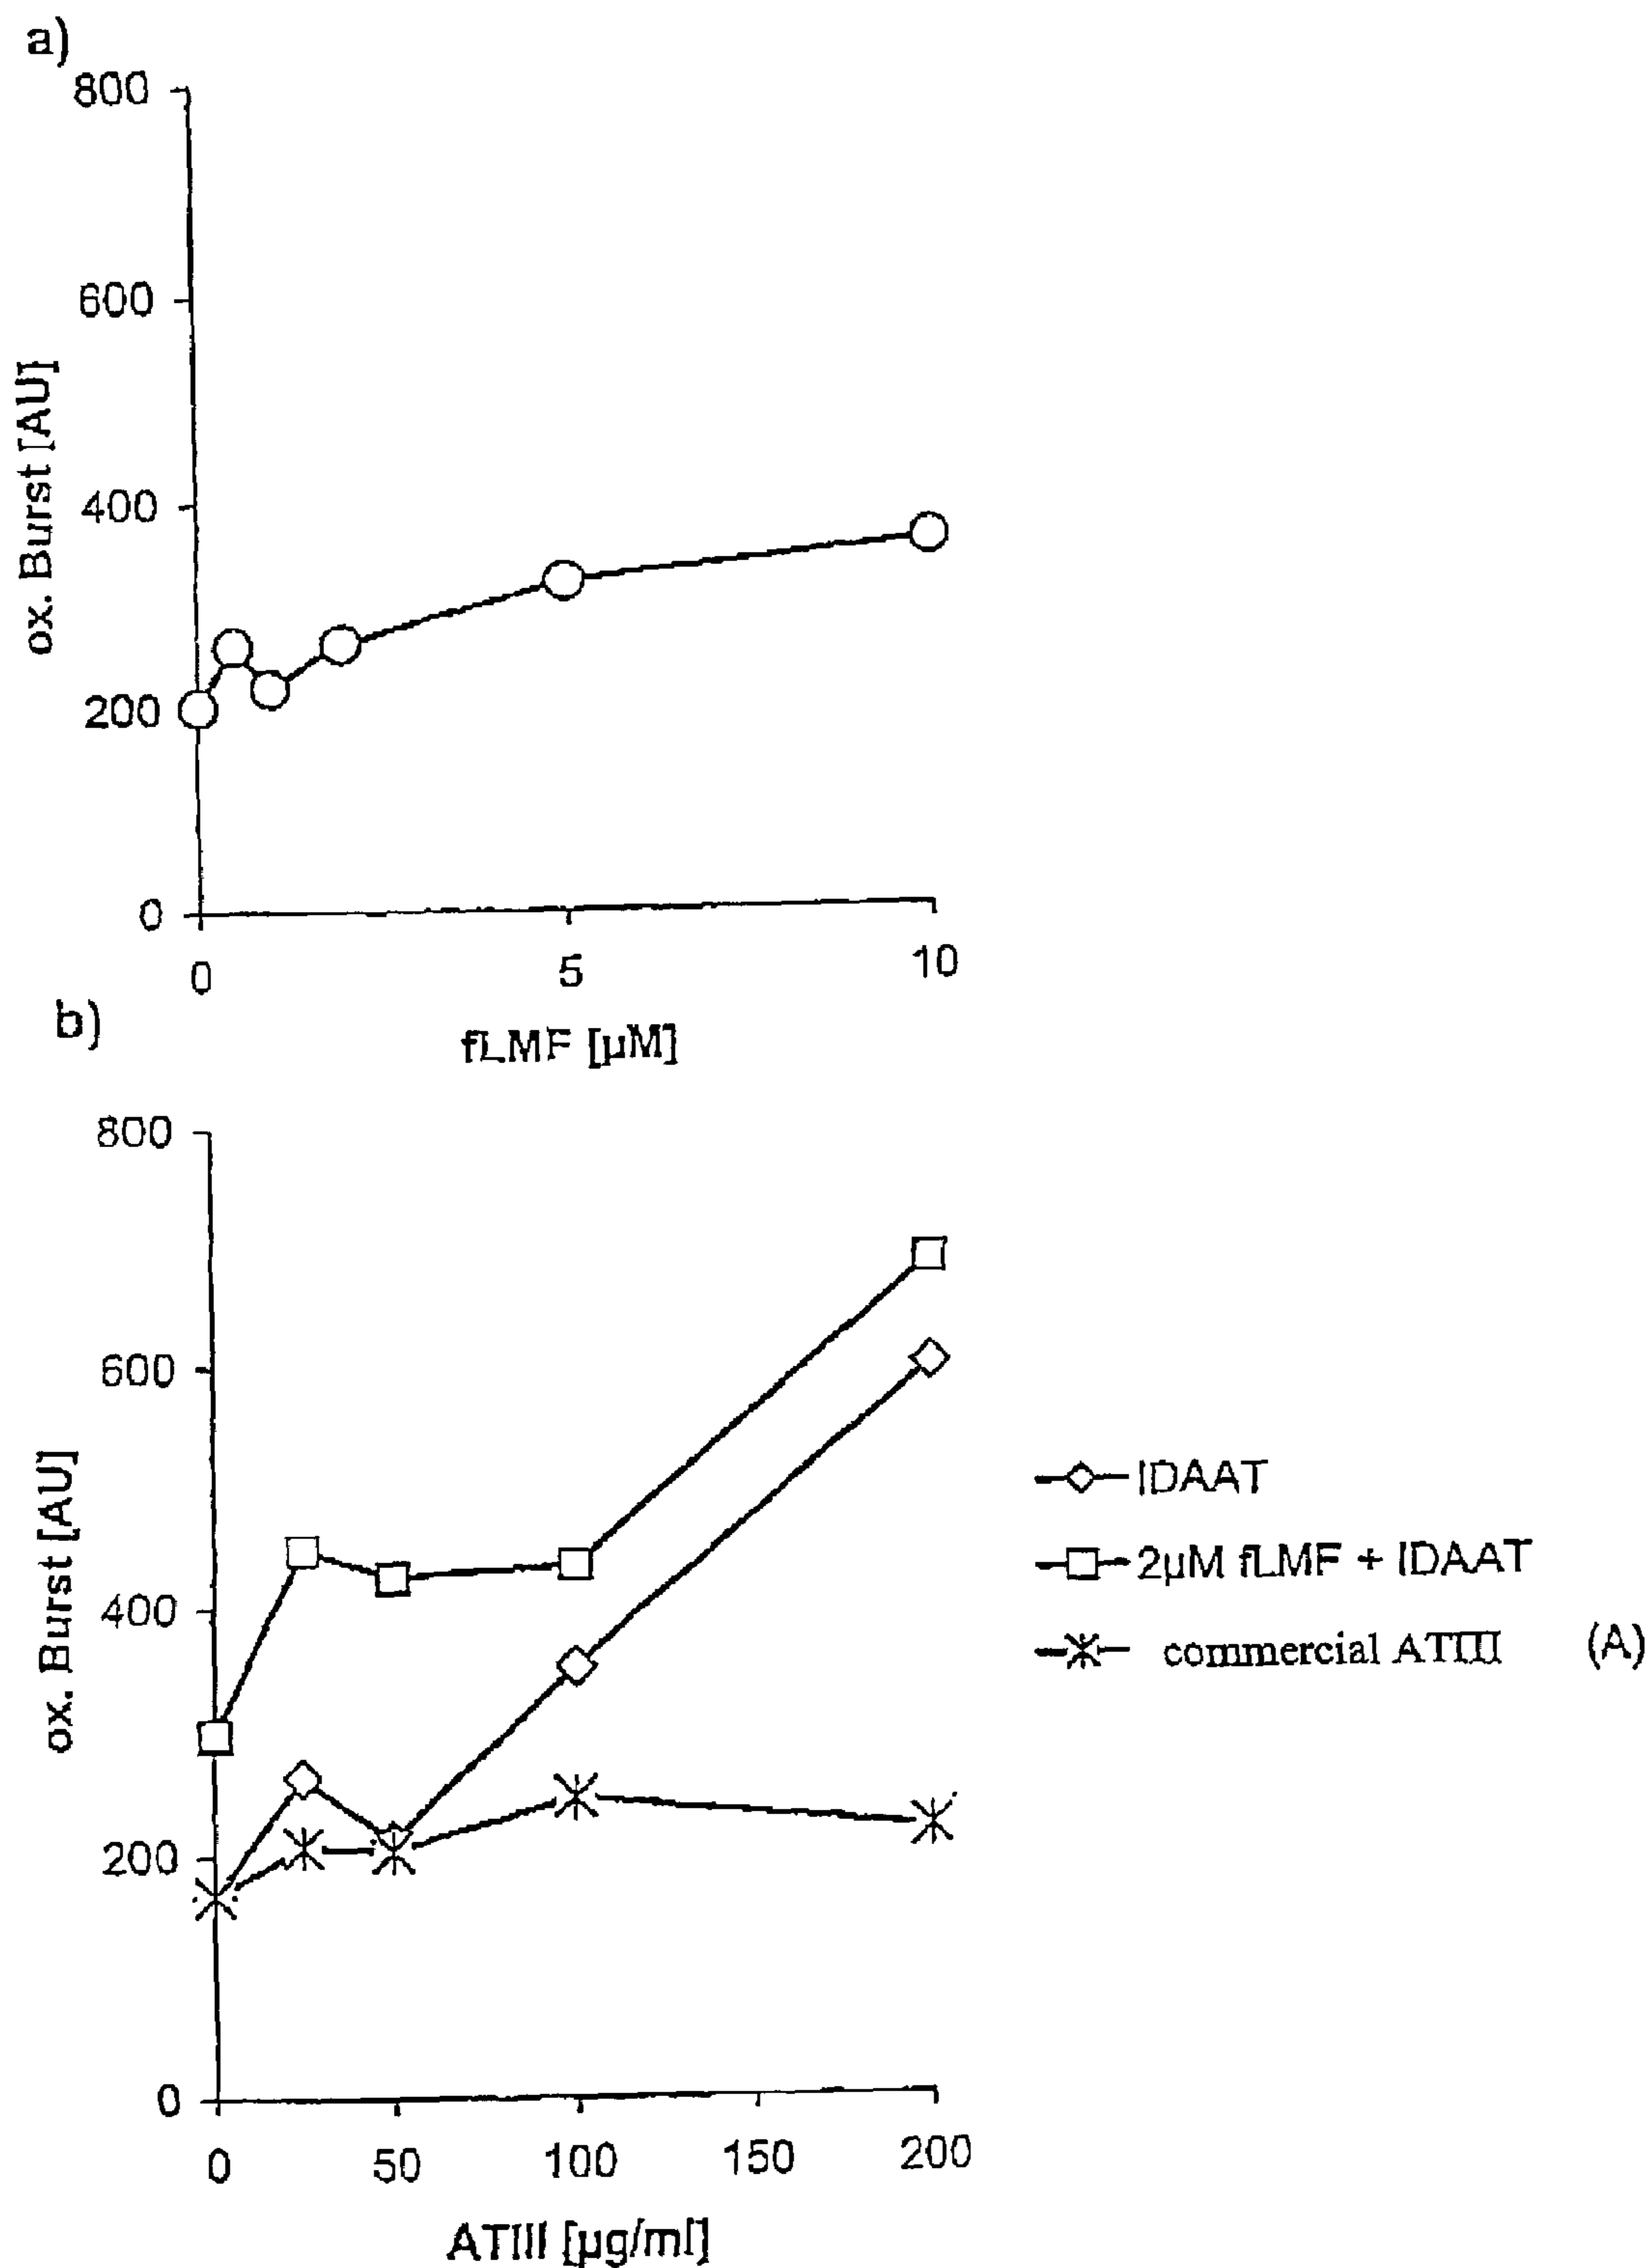 a)
800
600
400
200
0
ox. Burst [AU]
0 5 10
fLMF [µM]
b)
800
600
400
200
0
ox. Burst [AU]
0 50 100 150 200
ATIII [µg/ml]
IDAAT
2µM fLMF + IDAAT
commercial ATIII (A)